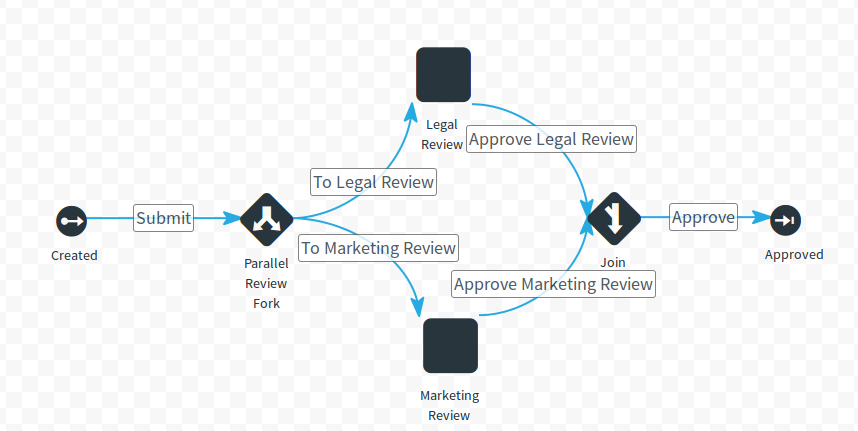 Legal
Review
Approve Legal Review
To Legal Review
Submit
Approve
Created
Parallel
Review
Fork
To Marketing Review
Join
Approved
Approve Marketing Review
Marketing
Review